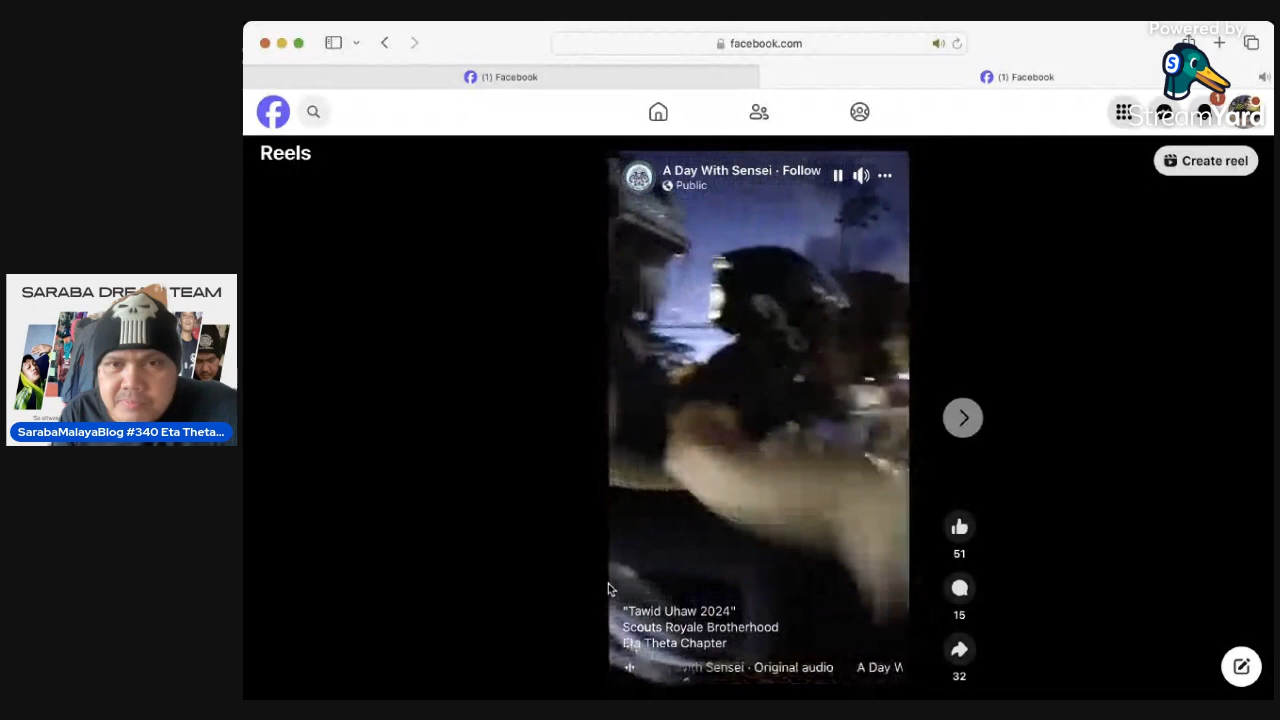 Powered by
StreamYard
facebook.com
(1) Facebook
(1) Facebook
Reels
Create reel
A Day With Sensei · Follow
Public
SARABA DREAM TEAM
SarabaMalayaBlog #340 Eta Theta...
51
15
32
"Tawid Uhaw 2024"
Scouts Royale Brotherhood
Eta Theta Chapter
Sensei · Original audio
A Day W